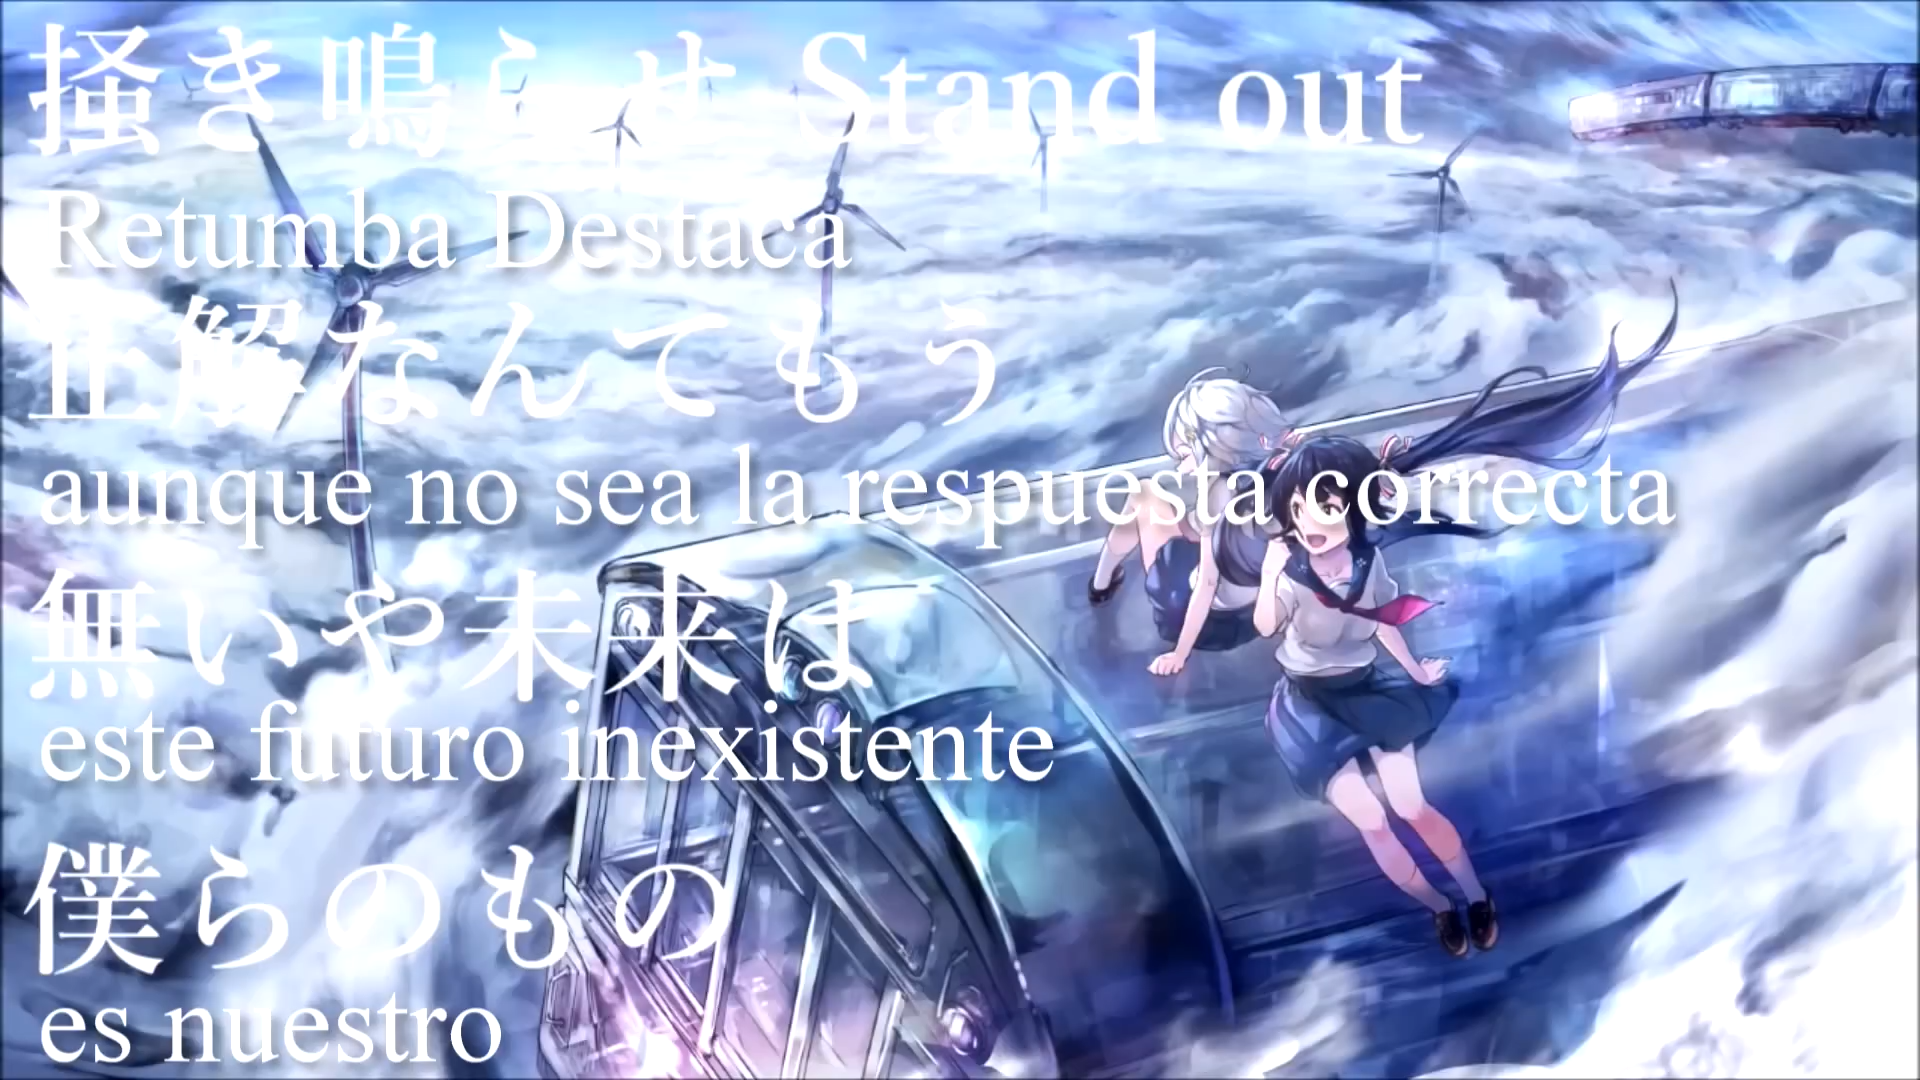 掻き鳴らせ Stand out
Retumba Destaca
正解なんてもう
aunque no sea la respuesta correcta
無いや未来は
este futuro inexistente
僕らのもの
es nuestro